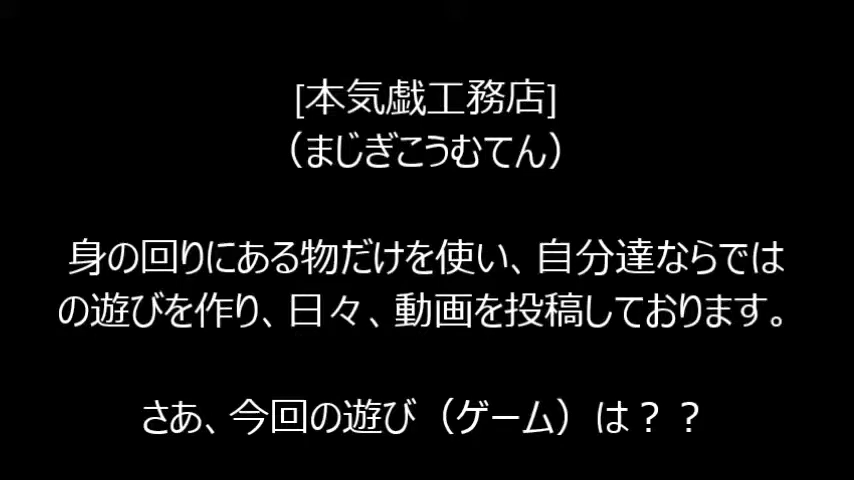 [本気戯工務店]
（まじぎこうむてん）
身の回りにある物だけを使い、自分達ならでは
の遊びを作り、日々、動画を投稿しております。
さあ、今回の遊び（ゲーム）は？？